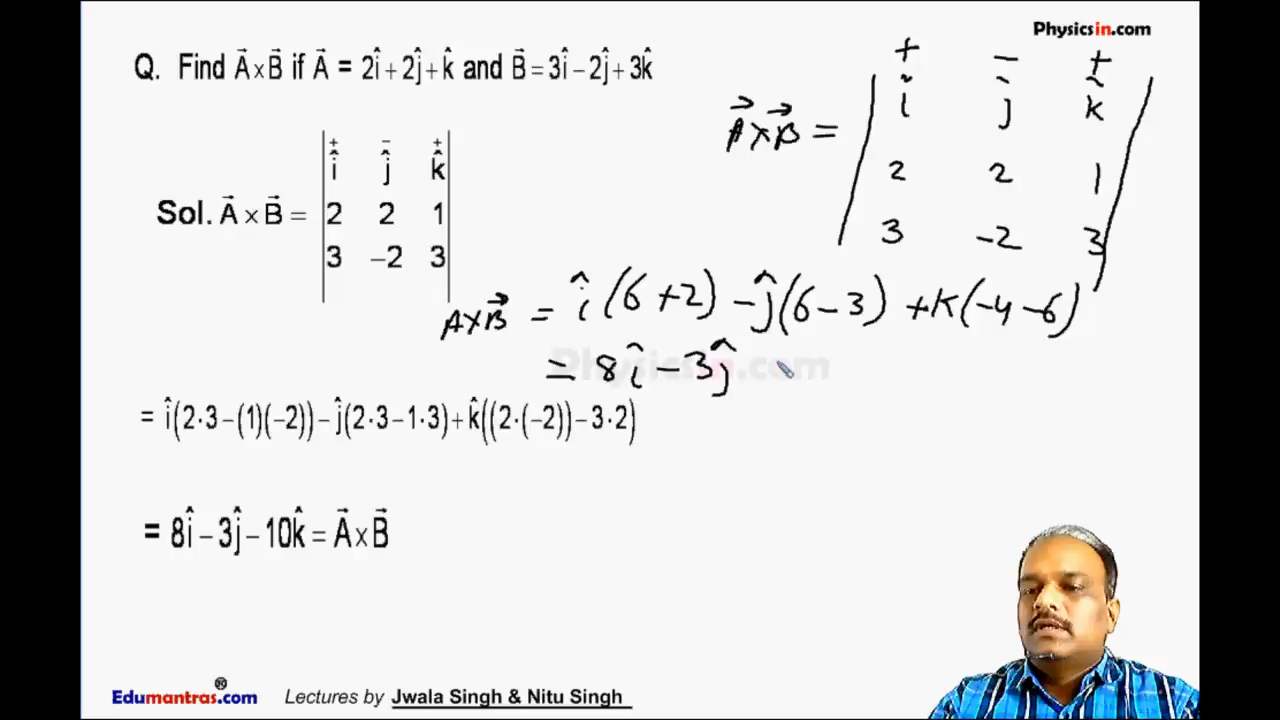 Physicsin.com
Q. Find A⃗×B⃗ if A⃗ = 2î+2ĵ+k̂ and B⃗=3î−2ĵ+3k̂
+ − +
î ĵ k̂
Sol. A⃗×B⃗ = 2 2 1
3 −2 3
+ − +
i j k
A⃗×B⃗ =
2 2 1
3 -2 3
A×B⃗ = î(6+2) −ĵ(6−3) +K(−4−6)
= 8î − 3ĵ
Physicsin.com
= î(2·3−(1)(−2))−ĵ(2·3−1·3)+k̂((2·(−2))−3·2)
= 8î−3ĵ−10k̂ = A⃗×B⃗
Edumantras.com ® Lectures by Jwala Singh & Nitu Singh